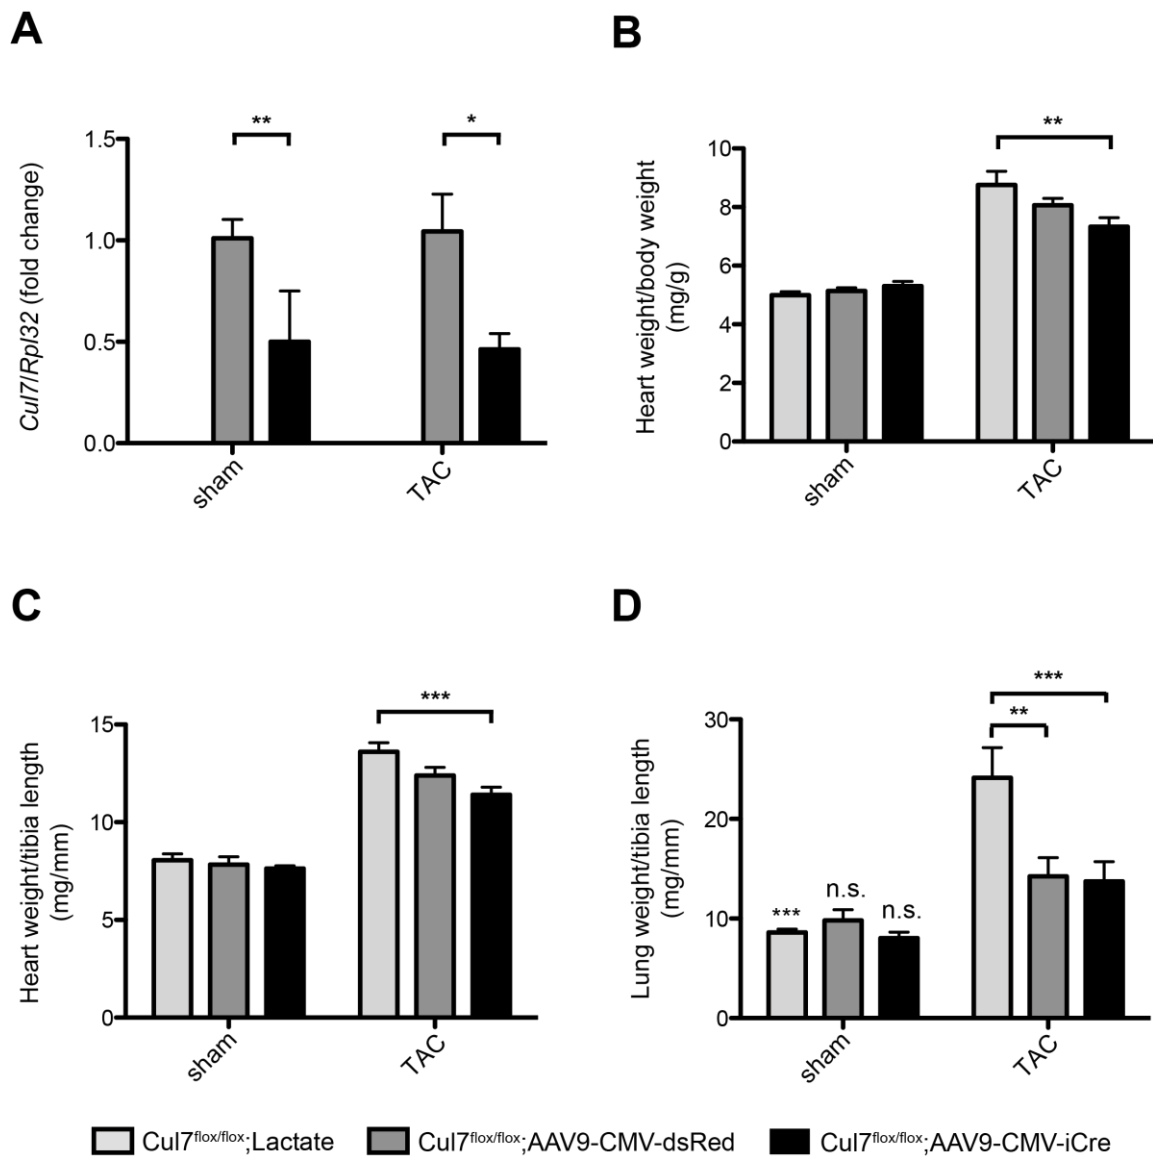 A
Cul7/Rpl32 (fold change)
1.5
1.0
0.5
0.0
**
*
sham
TAC
B
Heart weight/body weight
(mg/g)
10
8
6
4
2
0
**
sham
TAC
C
Heart weight/tibia length
(mg/mm)
15
10
5
0
***
sham
TAC
D
Lung weight/tibia length
(mg/mm)
30
20
10
0
***
n.s.
n.s.
***
**
sham
TAC
Cul7flox/flox;Lactate
Cul7flox/flox;AAV9-CMV-dsRed
Cul7flox/flox;AAV9-CMV-iCre